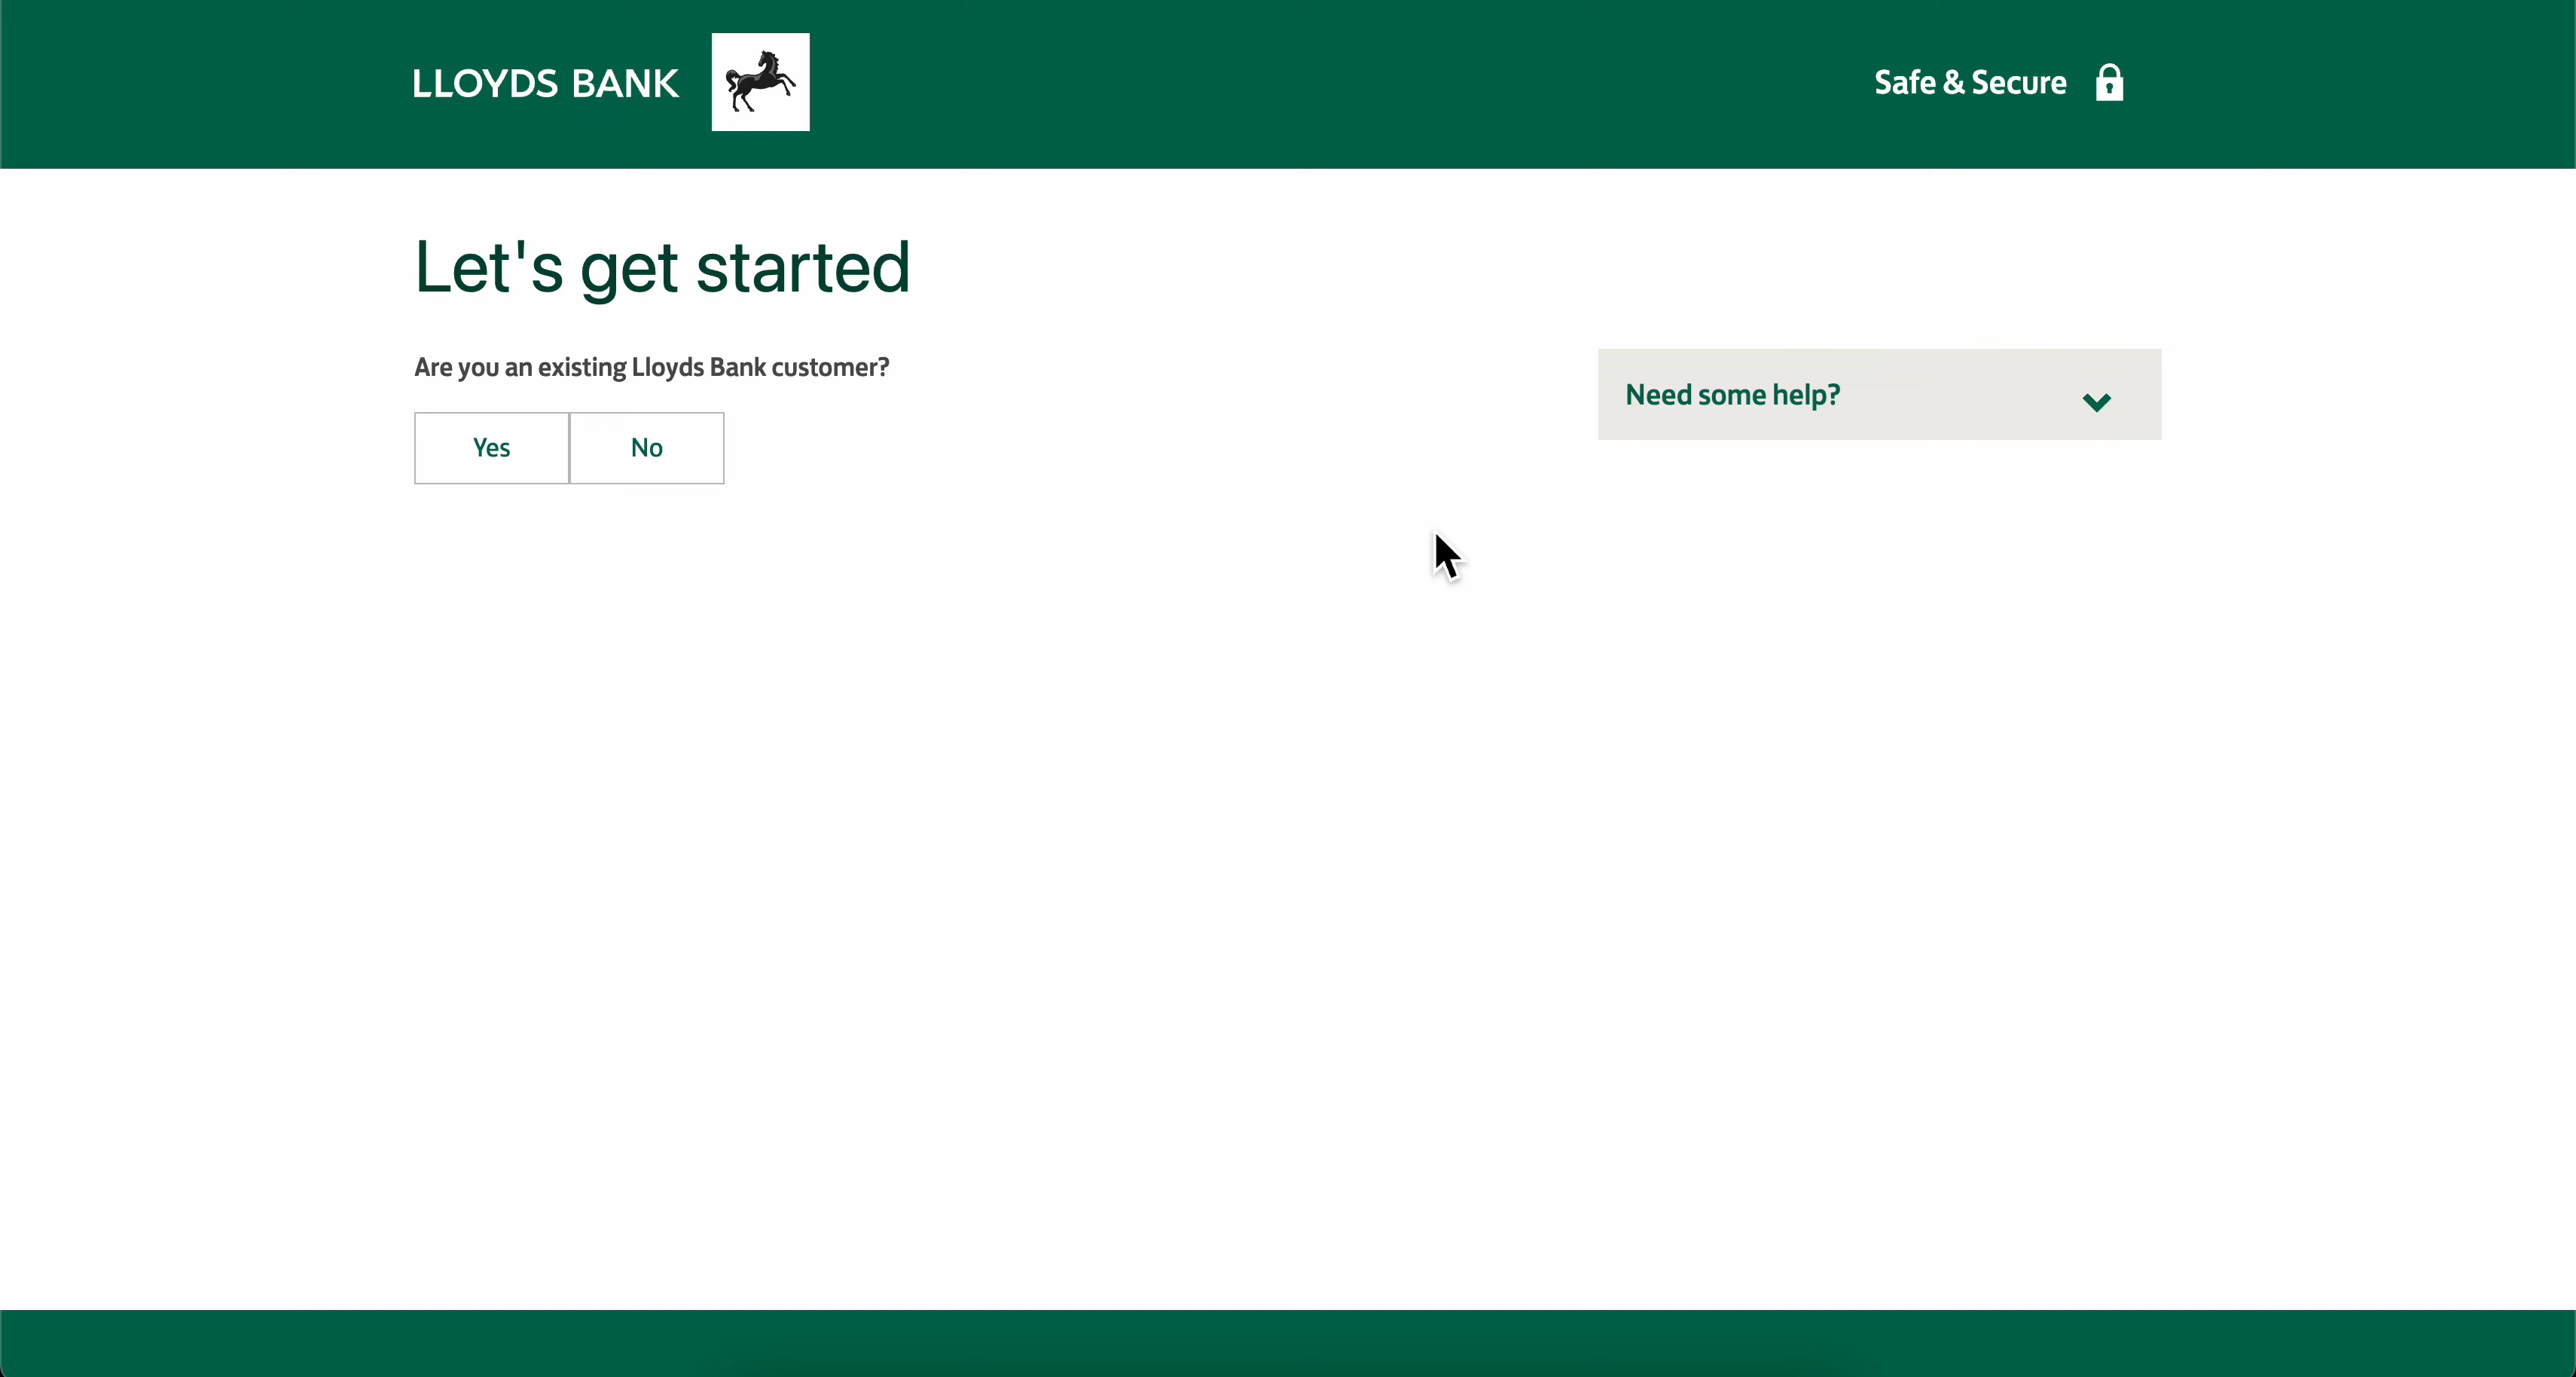 LLOYDS BANK
Safe & Secure
Let's get started
Are you an existing Lloyds Bank customer?
Yes
No
Need some help?